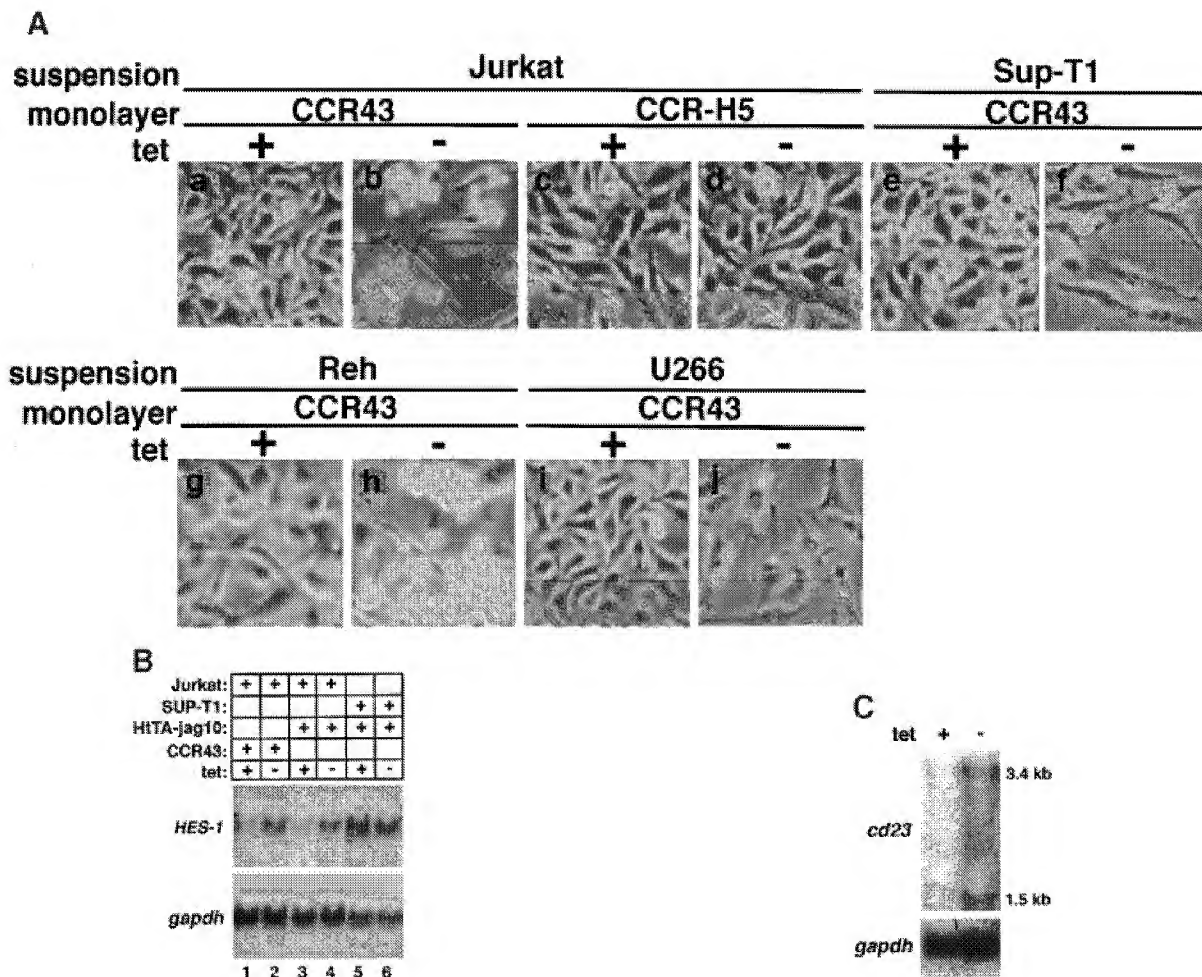 A
suspension Jurkat Sup-T1
monolayer CCR43 CCR-H5 CCR43
tet + - + - + -
a b c d e f
suspension Reh U266
monolayer CCR43 CCR43
tet + - + -
g h i j
B
Jurkat: + + + +
SUP-T1: + +
HtTA-jag10: + + + +
CCR43: + +
tet: + - + - + -
HES-1
gapdh
1 2 3 4 5 6
C
tet + -
3.4 kb
cd23
1.5 kb
gapdh